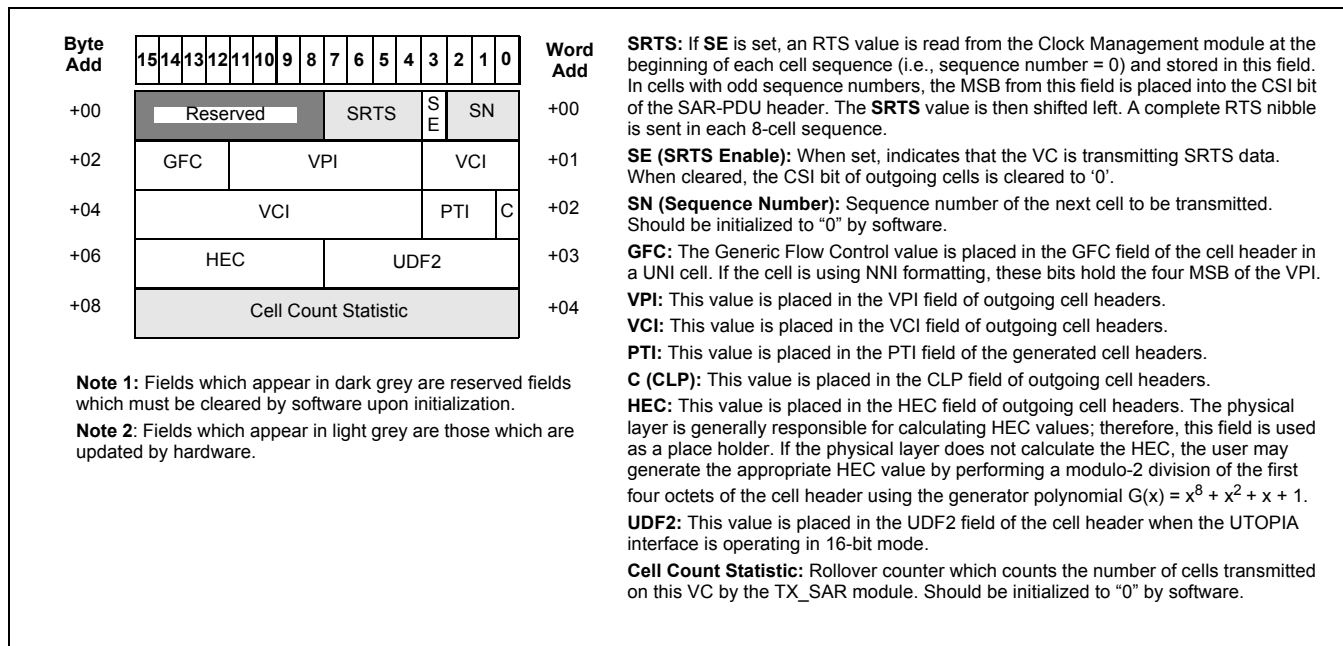 Byte Add
15 14 13 12 11 10 9 8 7 6 5 4 3 2 1 0
Word Add
+00 Reserved SRTS SE SN +00
+02 GFC VPI VCI +01
+04 VCI PTI C +02
+06 HEC UDF2 +03
+08 Cell Count Statistic +04
Note 1: Fields which appear in dark grey are reserved fields
which must be cleared by software upon initialization.
Note 2: Fields which appear in light grey are those which are
updated by hardware.
SRTS: If SE is set, an RTS value is read from the Clock Management module at the
beginning of each cell sequence (i.e., sequence number = 0) and stored in this field.
In cells with odd sequence numbers, the MSB from this field is placed into the CSI bit
of the SAR-PDU header. The SRTS value is then shifted left. A complete RTS nibble
is sent in each 8-cell sequence.
SE (SRTS Enable): When set, indicates that the VC is transmitting SRTS data.
When cleared, the CSI bit of outgoing cells is cleared to ‘0’.
SN (Sequence Number): Sequence number of the next cell to be transmitted.
Should be initialized to “0” by software.
GFC: The Generic Flow Control value is placed in the GFC field of the cell header in
a UNI cell. If the cell is using NNI formatting, these bits hold the four MSB of the VPI.
VPI: This value is placed in the VPI field of outgoing cell headers.
VCI: This value is placed in the VCI field of outgoing cell headers.
PTI: This value is placed in the PTI field of the generated cell headers.
C (CLP): This value is placed in the CLP field of outgoing cell headers.
HEC: This value is placed in the HEC field of outgoing cell headers. The physical
layer is generally responsible for calculating HEC values; therefore, this field is used
as a place holder. If the physical layer does not calculate the HEC, the user may
generate the appropriate HEC value by performing a modulo-2 division of the first
four octets of the cell header using the generator polynomial G(x) = x⁸ + x² + x + 1.
UDF2: This value is placed in the UDF2 field of the cell header when the UTOPIA
interface is operating in 16-bit mode.
Cell Count Statistic: Rollover counter which counts the number of cells transmitted
on this VC by the TX_SAR module. Should be initialized to “0” by software.